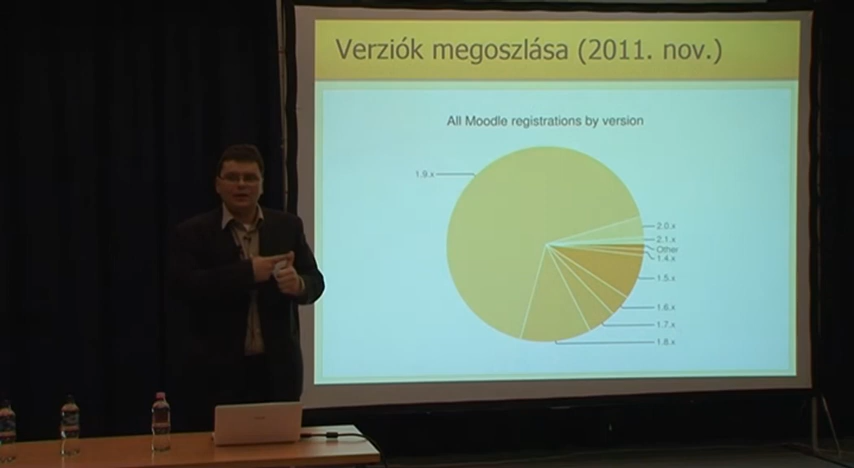 Verziók megoszlása (2011. nov.)
All Moodle registrations by version
1.9.x
2.0.x
2.1.x
Other
1.4.x
1.5.x
1.6.x
1.7.x
1.8.x